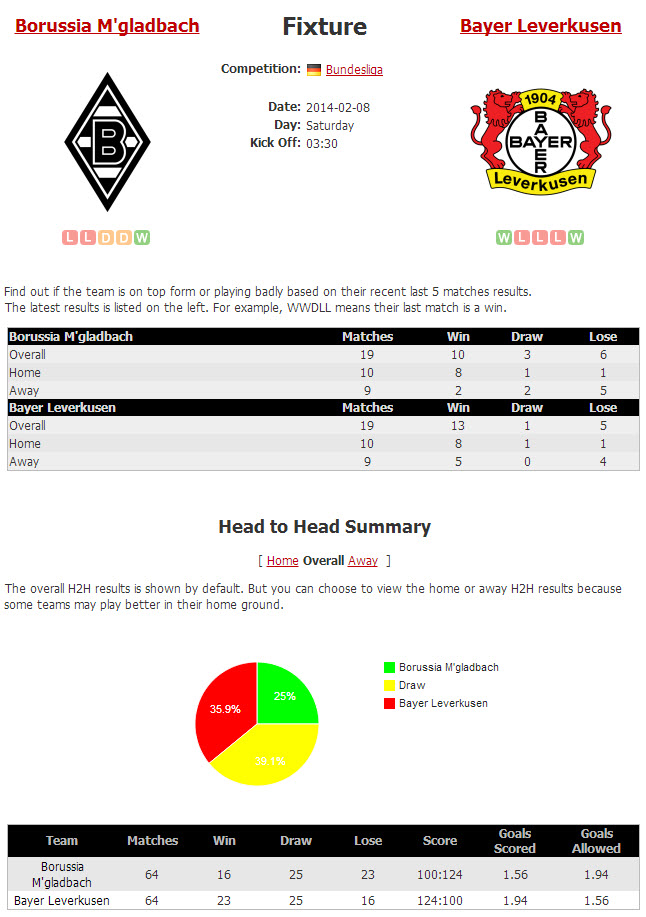 Borussia M'gladbach
Fixture
Bayer Leverkusen
Competition: Bundesliga
Date: 2014-02-08
Day: Saturday
Kick Off: 03:30
B
1904
BAYER
BAYER
Leverkusen
L L D D W
W L L L W
Find out if the team is on top form or playing badly based on their recent last 5 matches results.
The latest results is listed on the left. For example, WWDLL means their last match is a win.
Borussia M'gladbach Matches Win Draw Lose
Overall 19 10 3 6
Home 10 8 1 1
Away 9 2 2 5
Bayer Leverkusen Matches Win Draw Lose
Overall 19 13 1 5
Home 10 8 1 1
Away 9 5 0 4
Head to Head Summary
[ Home Overall Away ]
The overall H2H results is shown by default. But you can choose to view the home or away H2H results because
some teams may play better in their home ground.
35.9%
25%
39.1%
Borussia M'gladbach
Draw
Bayer Leverkusen
Team Matches Win Draw Lose Score Goals Scored Goals Allowed
Borussia M'gladbach 64 16 25 23 100:124 1.56 1.94
Bayer Leverkusen 64 23 25 16 124:100 1.94 1.56